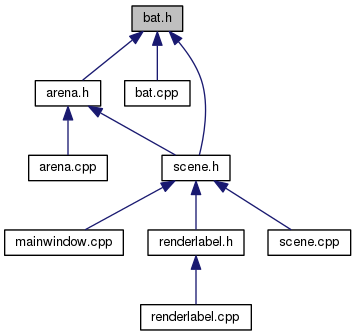 bat.h
arena.h
bat.cpp
arena.cpp
scene.h
mainwindow.cpp
renderlabel.h
scene.cpp
renderlabel.cpp